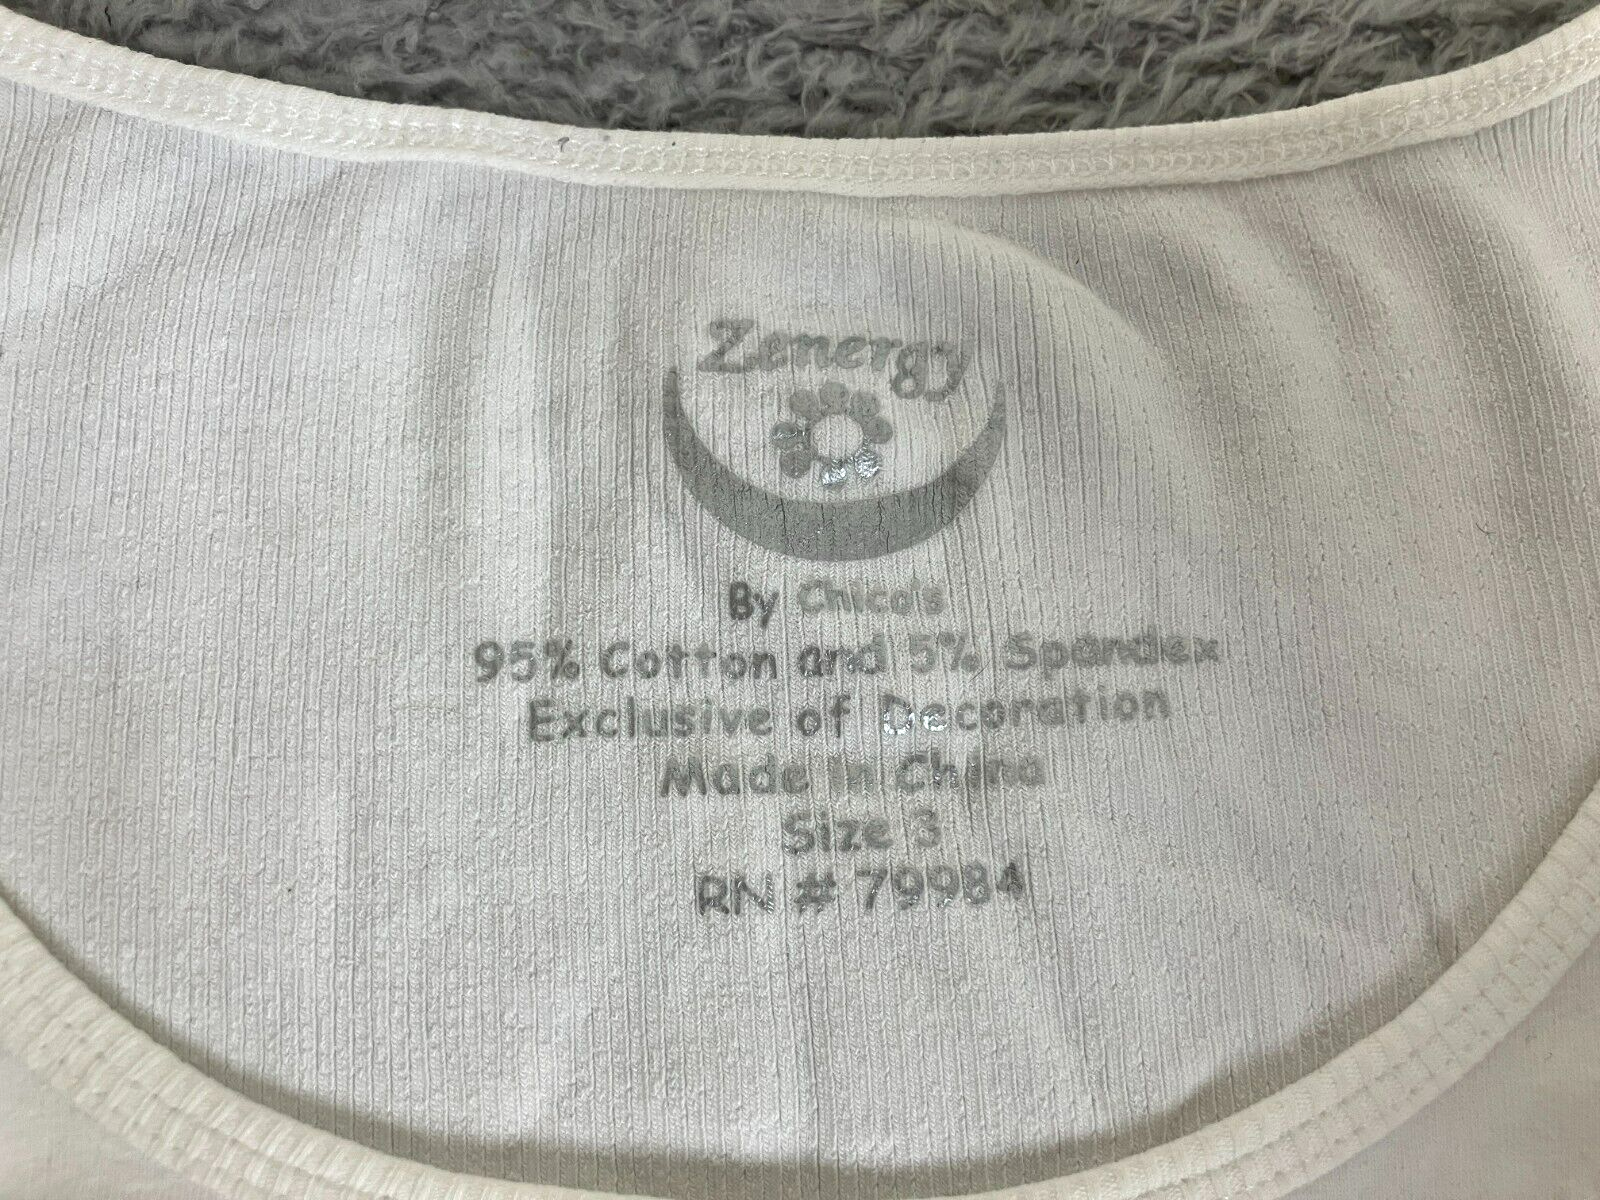 Zenergy
By Chico's
95% Cotton and 5% Spandex
Exclusive of Decoration
Made in China
Size 3
RN # 79984